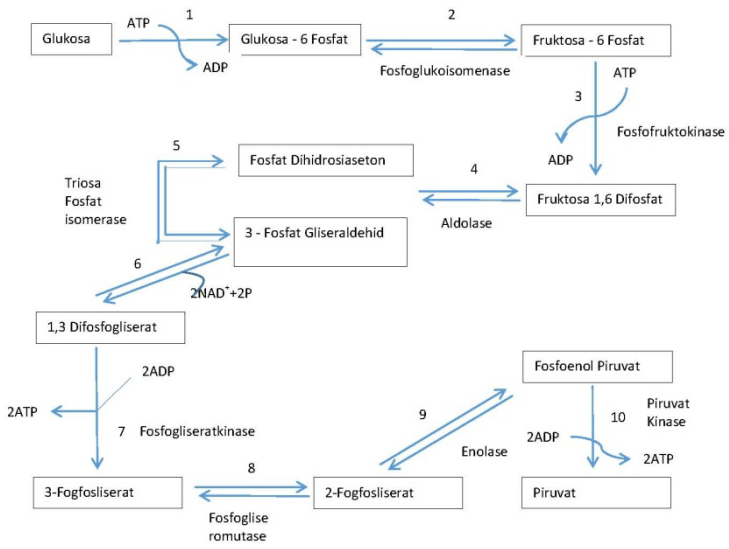 ATP
1
2
Glukosa
Glukosa - 6 Fosfat
Fruktosa - 6 Fosfat
ADP
Fosfoglukoisomenase
ATP
3
Fosfofruktokinase
ADP
5
Fosfat Dihidrosiaseton
4
Triosa
Fosfat
isomerase
Aldolase
Fruktosa 1,6 Difosfat
3 - Fosfat Gliseraldehid
6
2NAD⁺+2P
1,3 Difosfogliserat
2ADP
2ATP
7
Fosfogliseratkinase
Fosfoenol Piruvat
9
10
Piruvat
Kinase
2ADP
Enolase
2ATP
8
3-Fogfosliserat
2-Fogfosliserat
Piruvat
Fosfoglise
romutase